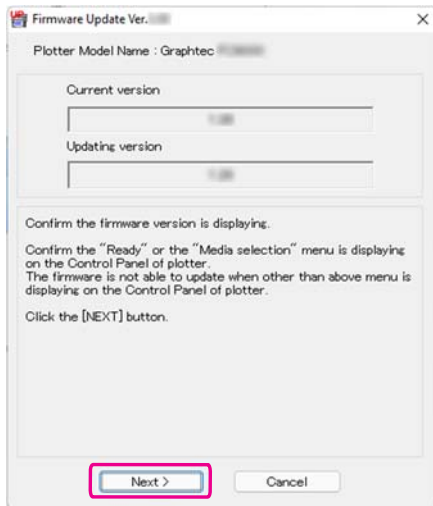 Firmware Update Ver.
Plotter Model Name : Graphtec
Current version
Updating version
Confirm the firmware version is displaying.
Confirm the "Ready" or the "Media selection" menu is displaying
on the Control Panel of plotter.
The firmware is not able to update when other than above menu is
displaying on the Control Panel of plotter.
Click the [NEXT] button.
Next >
Cancel